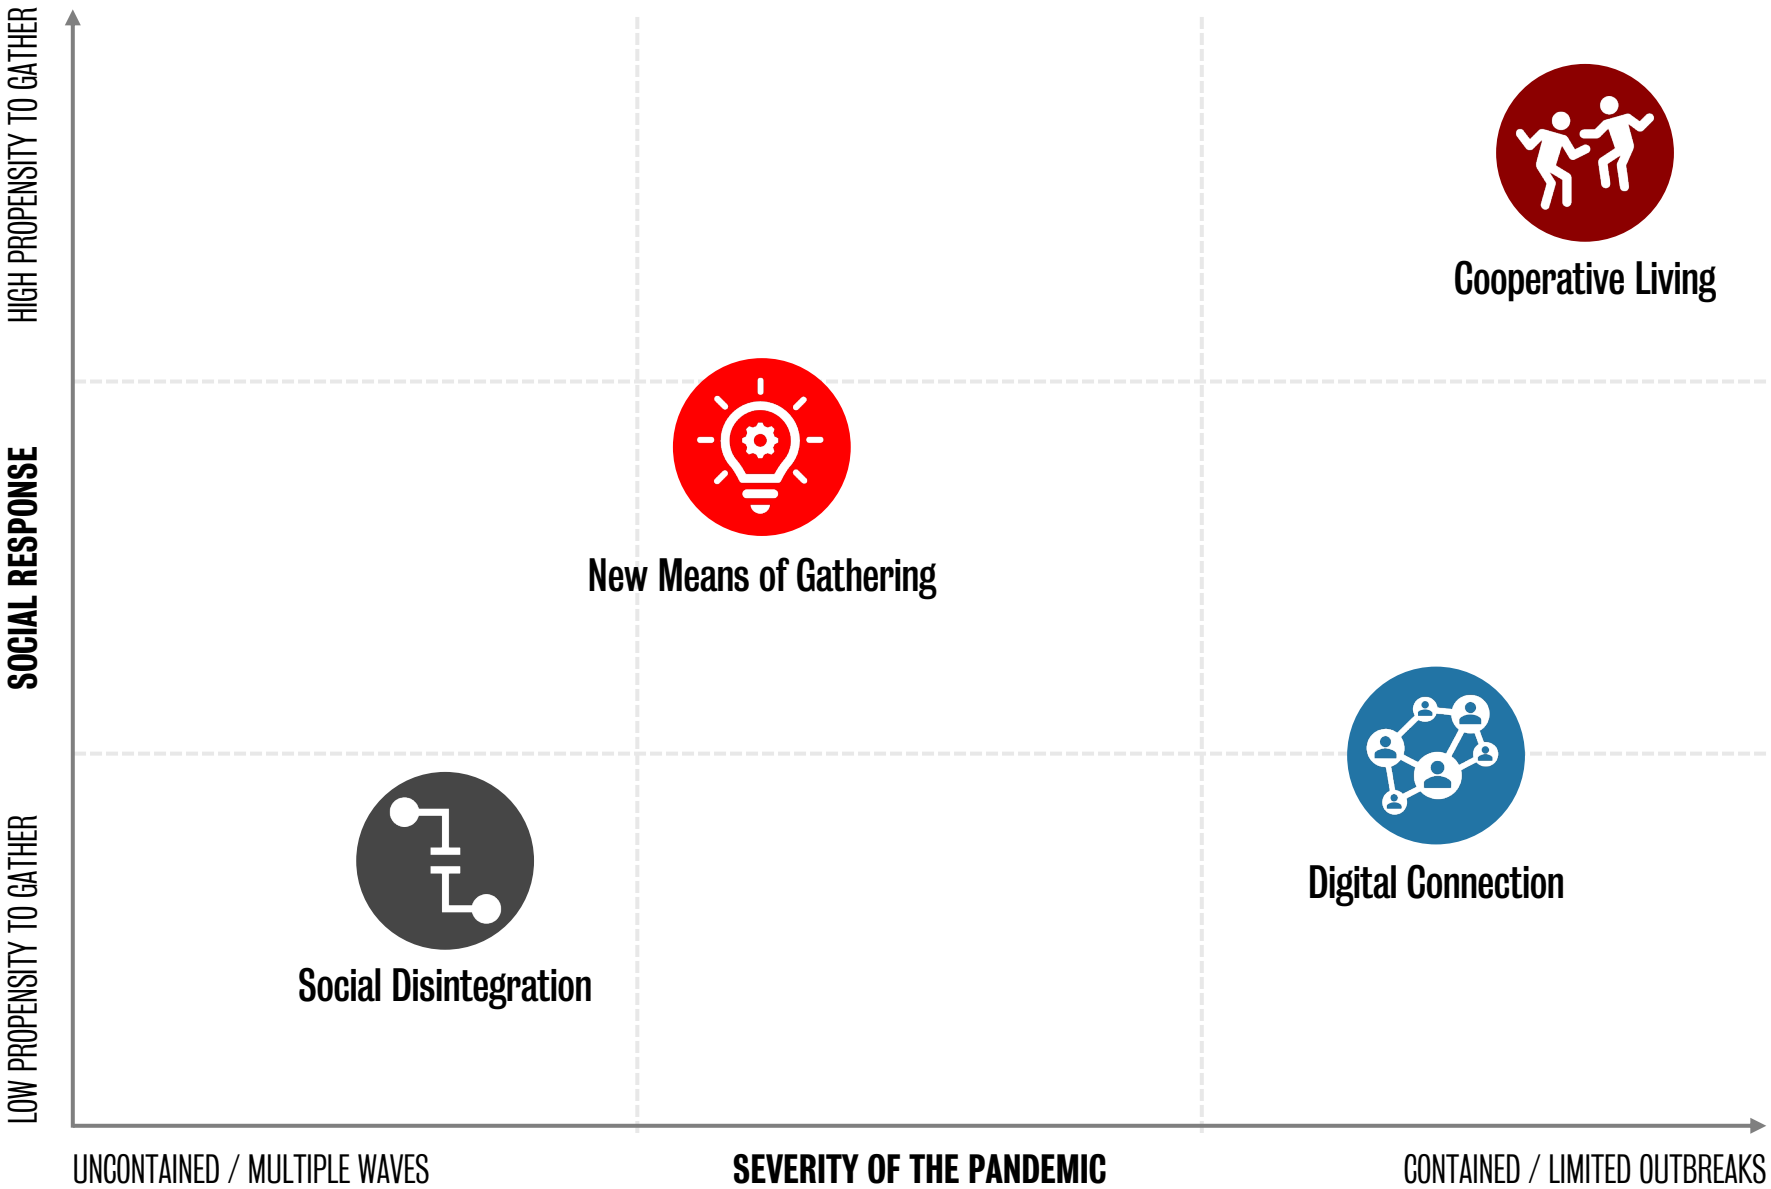 HIGH PROPENSITY TO GATHER
SOCIAL RESPONSE
LOW PROPENSITY TO GATHER
Cooperative Living
New Means of Gathering
Digital Connection
Social Disintegration
UNCONTAINED / MULTIPLE WAVES
SEVERITY OF THE PANDEMIC
CONTAINED / LIMITED OUTBREAKS